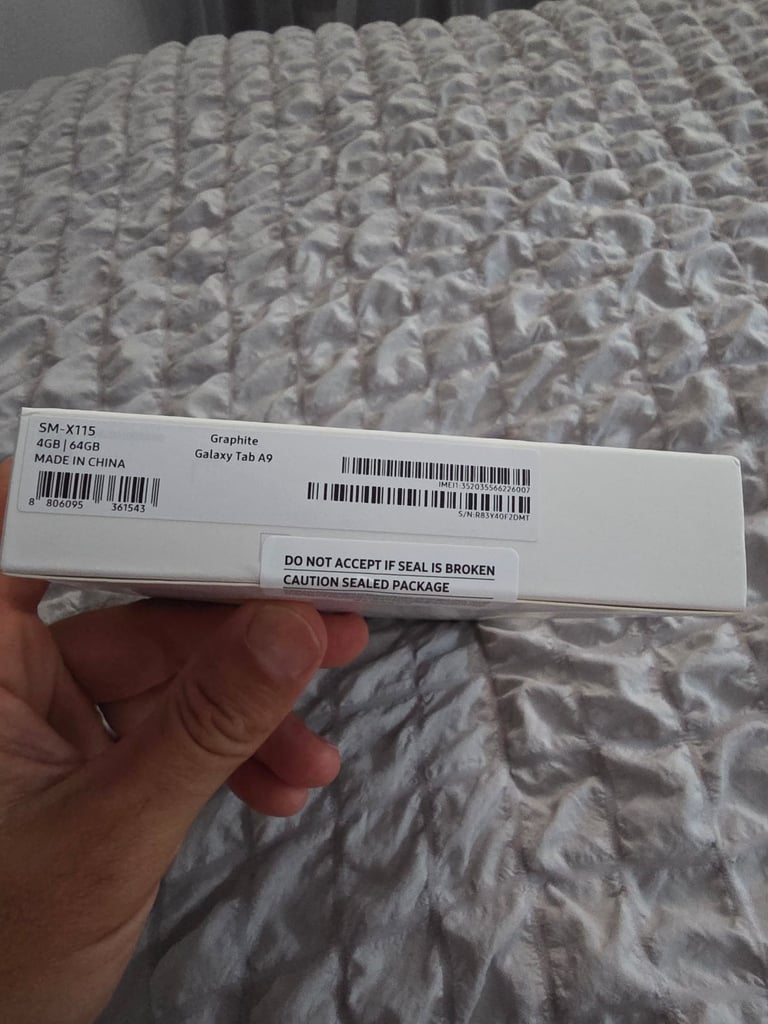 SM-X115
4GB | 64GB
MADE IN CHINA
Graphite
Galaxy Tab A9
8 806095 361543
IMEI1:352035566226007
S/N:R83Y40F2DMT
DO NOT ACCEPT IF SEAL IS BROKEN
CAUTION SEALED PACKAGE